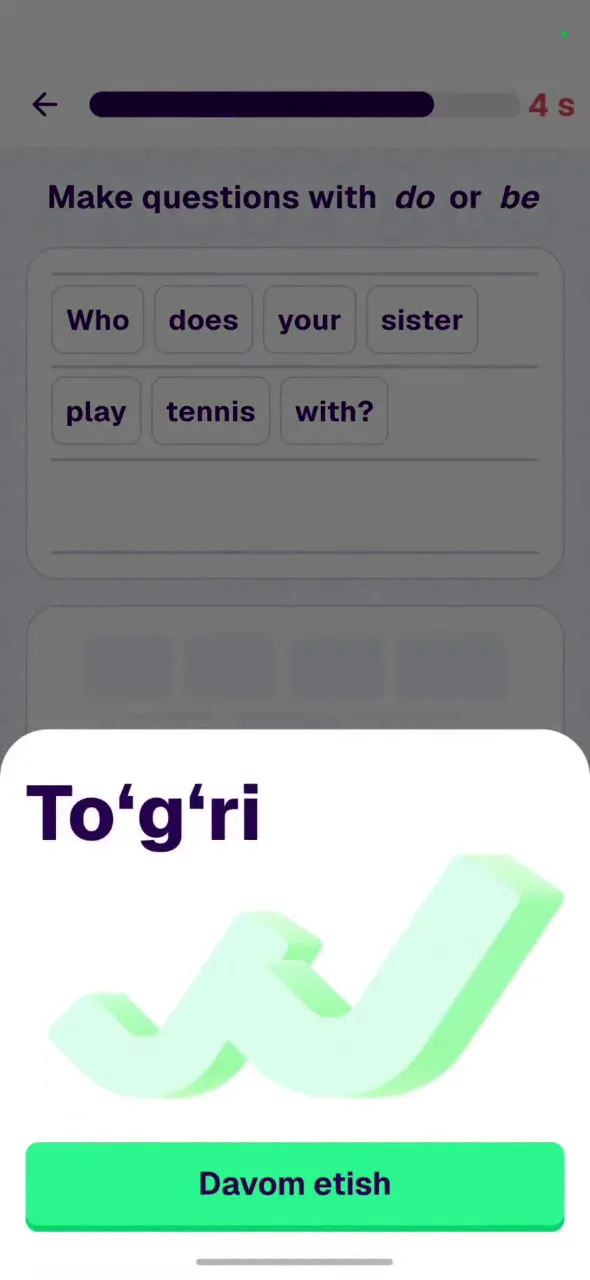 4 s
Make questions with do or be
Who does your sister
play tennis with?
To‘g‘ri
Davom etish